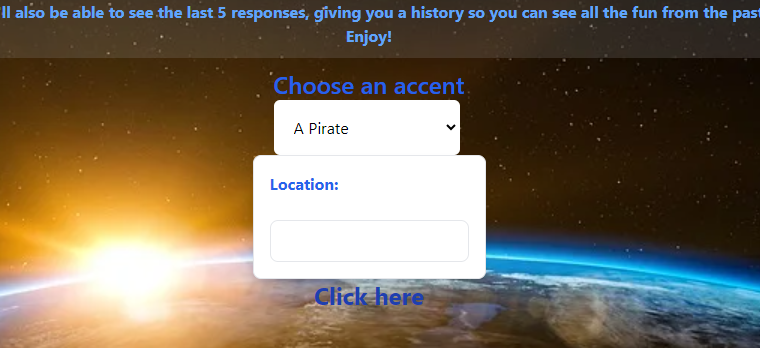 'll also be able to see the last 5 responses, giving you a history so you can see all the fun from the past
Enjoy!
Choose an accent
A Pirate
Location:
Click here